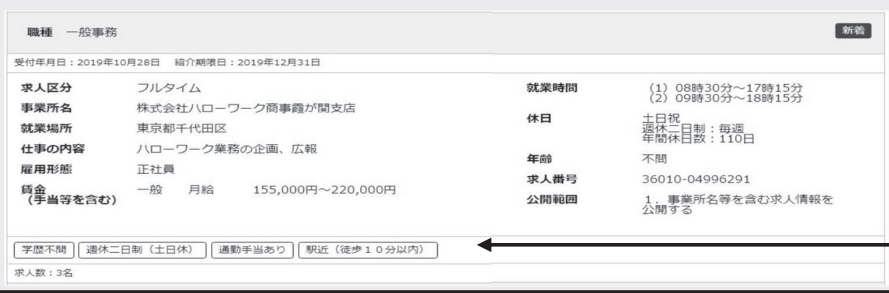 職種 一般事務 新着
受付年月日:2019年10月28日 紹介期限日:2019年12月31日
求人区分 フルタイム
事業所名 株式会社ハローワーク商事霞が関支店
就業場所 東京都千代田区
仕事の内容 ハローワーク業務の企画、広報
雇用形態 正社員
賃金
(手当等を含む) 一般 月給 155,000円~220,000円
就業時間 (1) 08時30分~17時15分
(2) 09時30分~18時15分
休日 土日祝
週休二日制:毎週
年間休日数:110日
年齢 不問
求人番号 36010-04996291
公開範囲 1.事業所名等を含む求人情報を
公開する
学歴不問 週休二日制(土日休) 通勤手当あり 駅近(徒歩10分以内)
求人数:3名